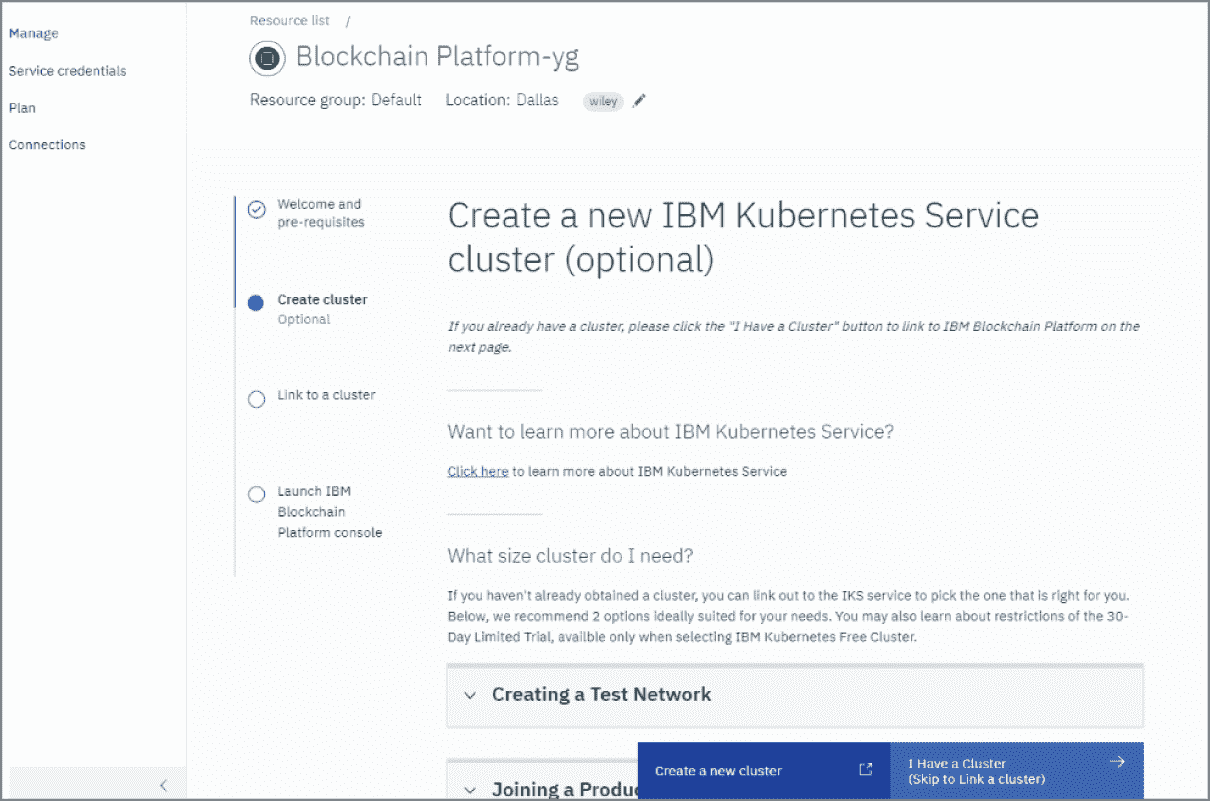 Manage
Service credentials
Plan
Connections
Resource list /
Blockchain Platform-yg
Resource group: Default Location: Dallas wiley
Welcome and
pre-requisites
Create cluster
Optional
Link to a cluster
Launch IBM
Blockchain
Platform console
Create a new IBM Kubernetes Service
cluster (optional)
If you already have a cluster, please click the "I Have a Cluster" button to link to IBM Blockchain Platform on the
next page.
Want to learn more about IBM Kubernetes Service?
Click here to learn more about IBM Kubernetes Service
What size cluster do I need?
If you haven't already obtained a cluster, you can link out to the IKS service to pick the one that is right for you.
Below, we recommend 2 options ideally suited for your needs. You may also learn about restrictions of the 30-
Day Limited Trial, availble only when selecting IBM Kubernetes Free Cluster.
Creating a Test Network
Joining a Produ
Create a new cluster
I Have a Cluster
(Skip to Link a cluster)